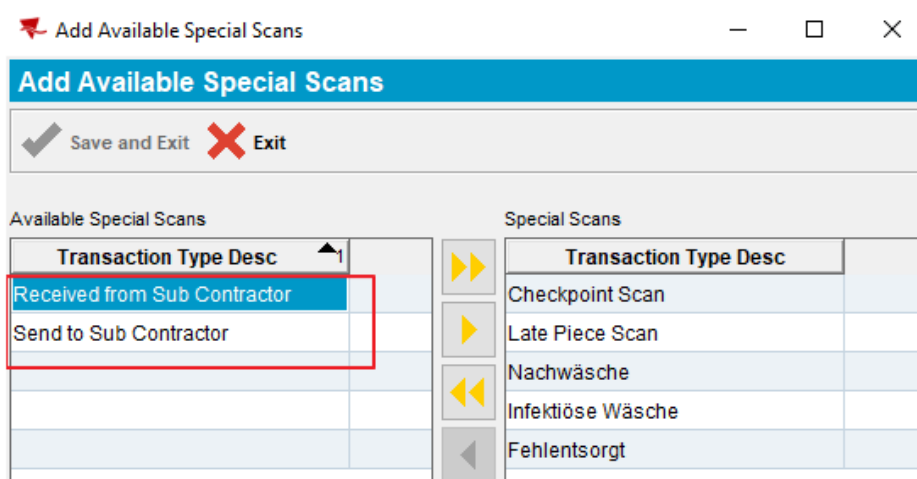 Add Available Special Scans
Add Available Special Scans
Save and Exit Exit
Available Special Scans
Special Scans
Transaction Type Desc 1
Transaction Type Desc
Received from Sub Contractor
Checkpoint Scan
Send to Sub Contractor
Late Piece Scan
Nachwäsche
Infektiöse Wäsche
Fehlentsorgt